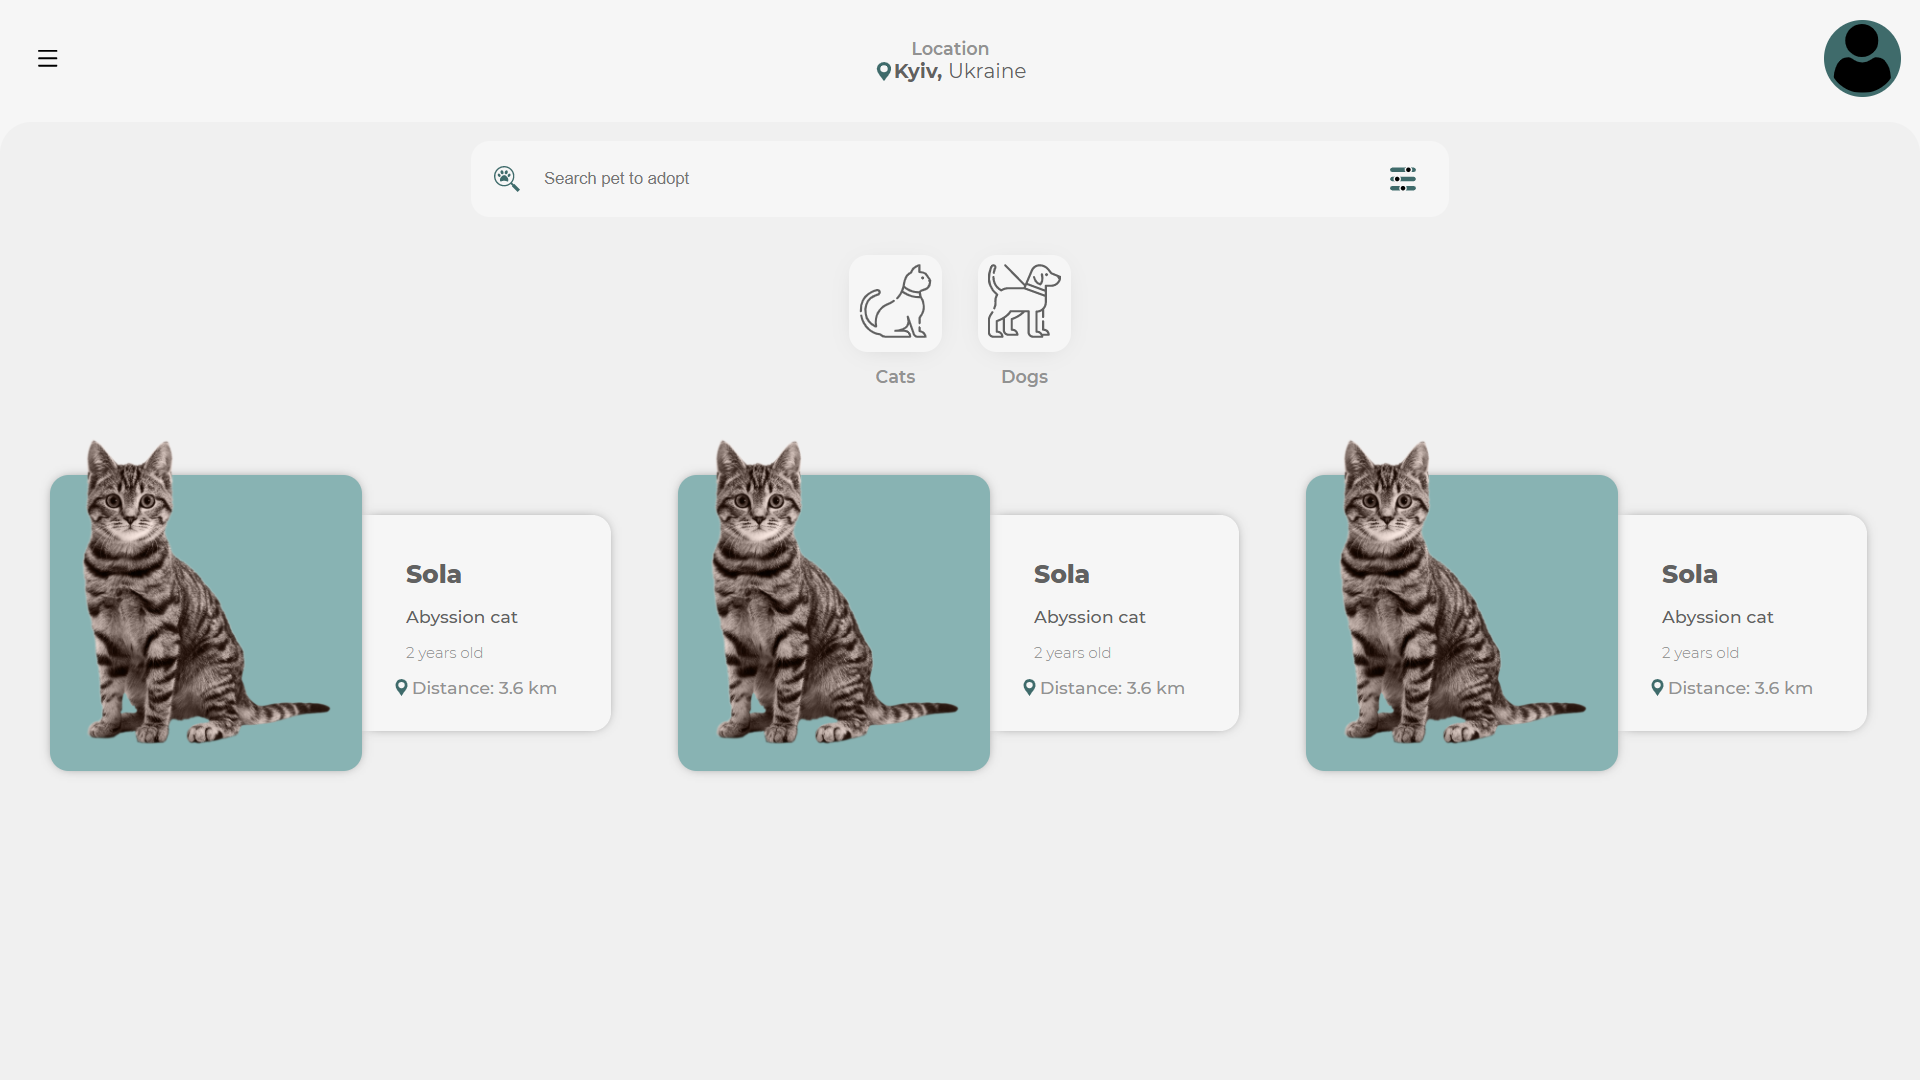 Location
Kyiv, Ukraine
Search pet to adopt
Cats
Dogs
Sola
Abyssion cat
2 years old
Distance: 3.6 km
Sola
Abyssion cat
2 years old
Distance: 3.6 km
Sola
Abyssion cat
2 years old
Distance: 3.6 km